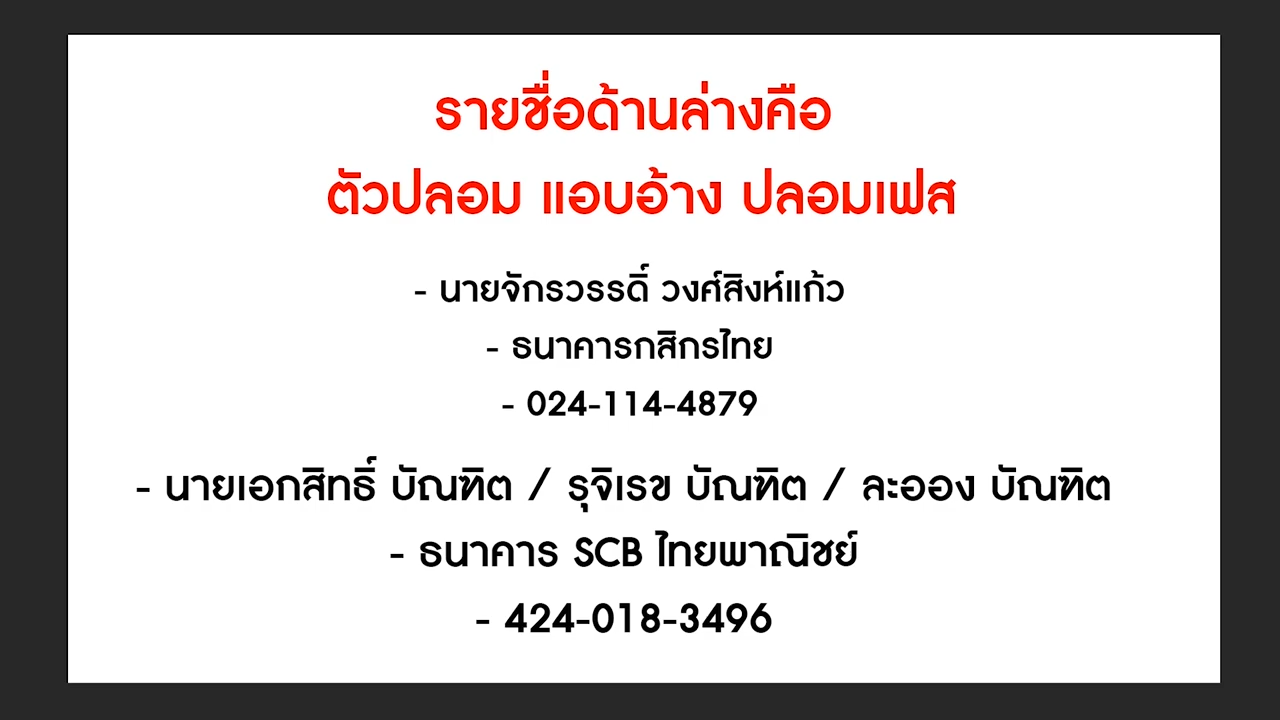 รายชื่อด้านล่างคือ
ตัวปลอม แอบอ้าง ปลอมเฟส
- นายจักรวรรดิ์ วงศ์สิงห์แก้ว
- ธนาคารกสิกรไทย
- 024-114-4879
- นายเอกสิทธิ์ บัณฑิต / รุจิเรข บัณฑิต / ละออง บัณฑิต
- ธนาคาร SCB ไทยพาณิชย์
- 424-018-3496